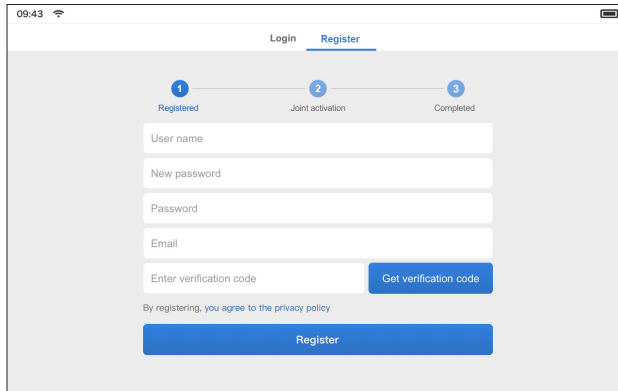 09:43
Login Register
1 2 3
Registered Joint activation Completed
User name
New password
Password
Email
Enter verification code Get verification code
By registering, you agree to the privacy policy
Register